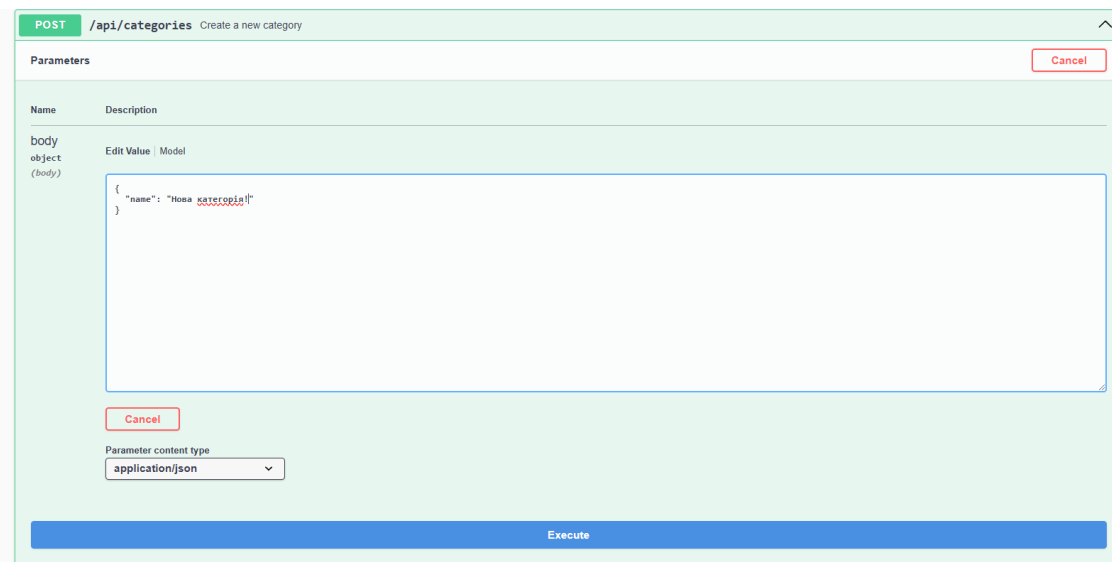 POST /api/categories Create a new category
Parameters
Cancel
Name Description
body
object
(body)
Edit Value | Model
{
"name": "Нова категорія!"
}
Cancel
Parameter content type
application/json
Execute